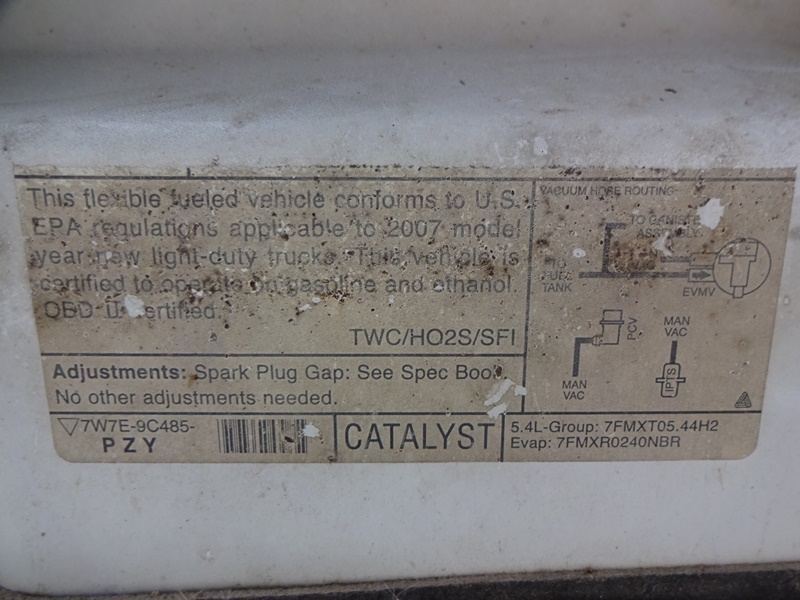 This flexible fueled vehicle conforms to U.S.
EPA regulations applicable to 2007 model
year new light-duty trucks. This vehicle is
certified to operate on gasoline and ethanol.
OBD II certified.
TWC/HO2S/SFI
Adjustments: Spark Plug Gap: See Spec Book.
No other adjustments needed.
7W7E-9C485-
PZY
CATALYST
5.4L-Group: 7FMXT05.44H2
Evap: 7FMXR0240NBR
VACUUM HOSE ROUTING
TO CANISTER
ASSEMBLY
TO
FUEL
TANK
EVMV
PCV
MAN
VAC
MAN
VAC
IPTS